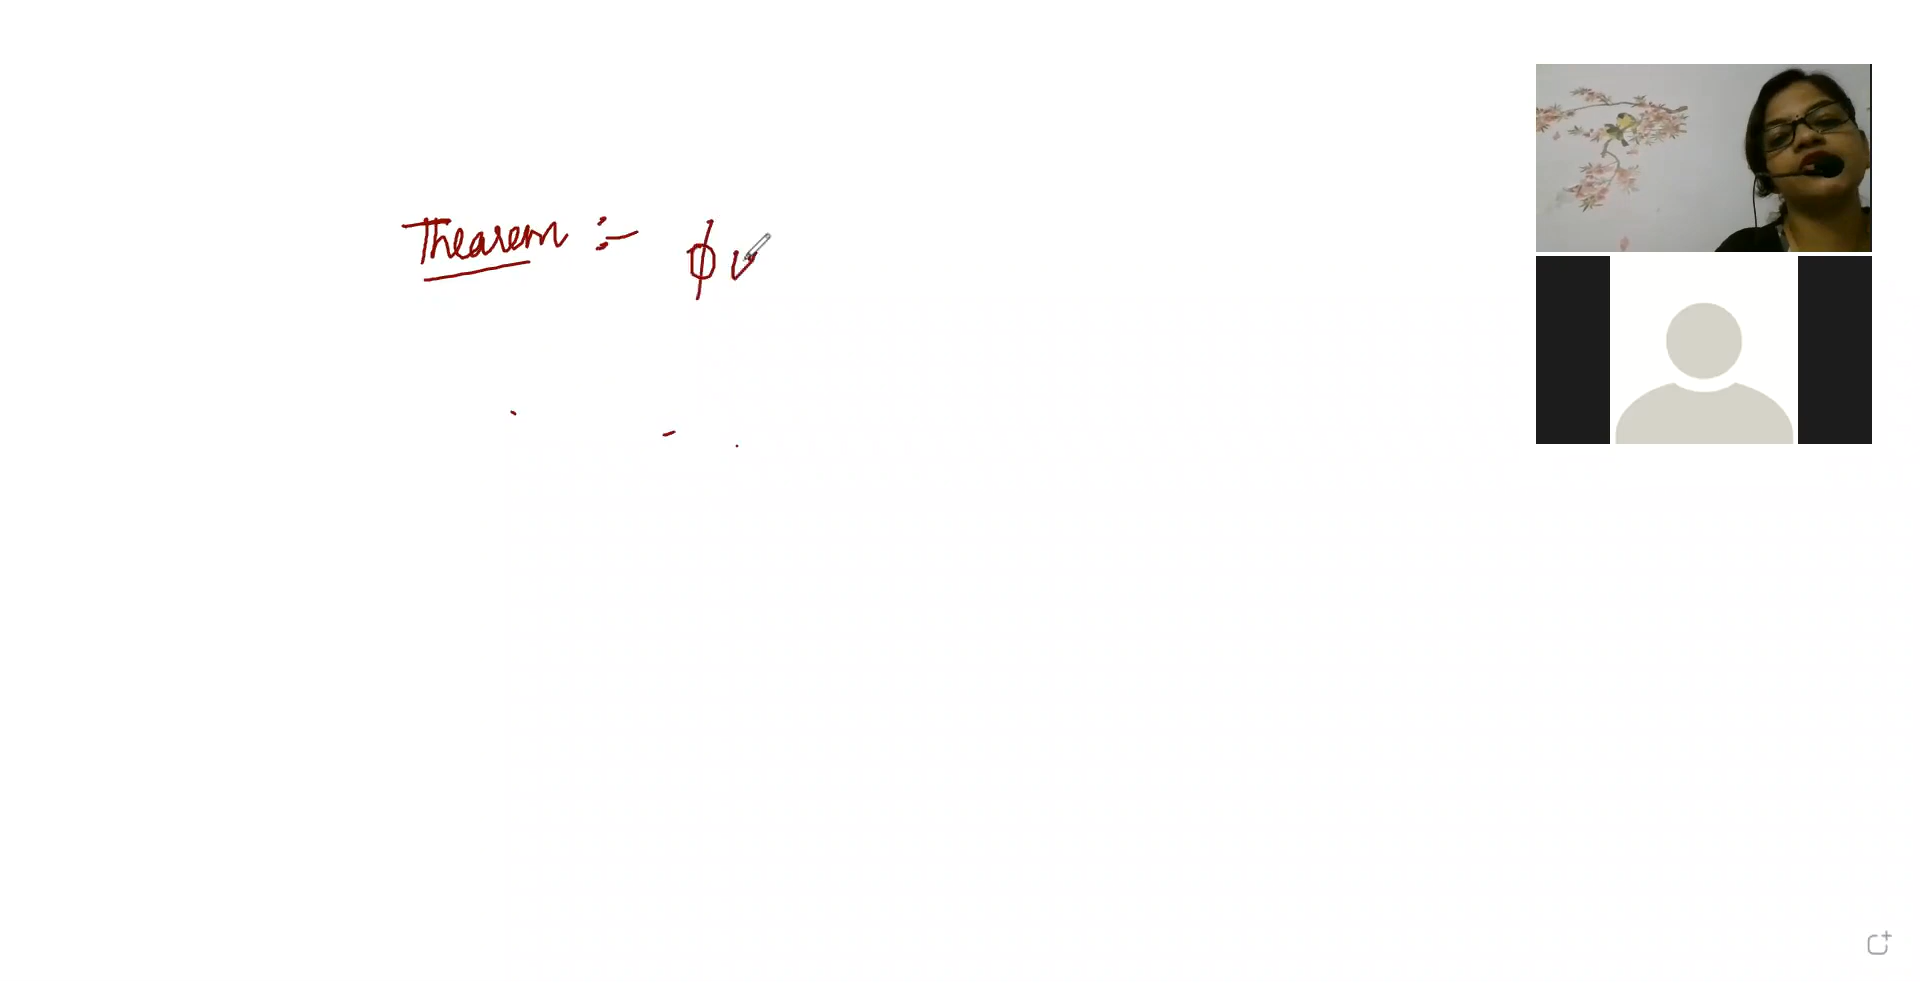 Thearem :- ϕ